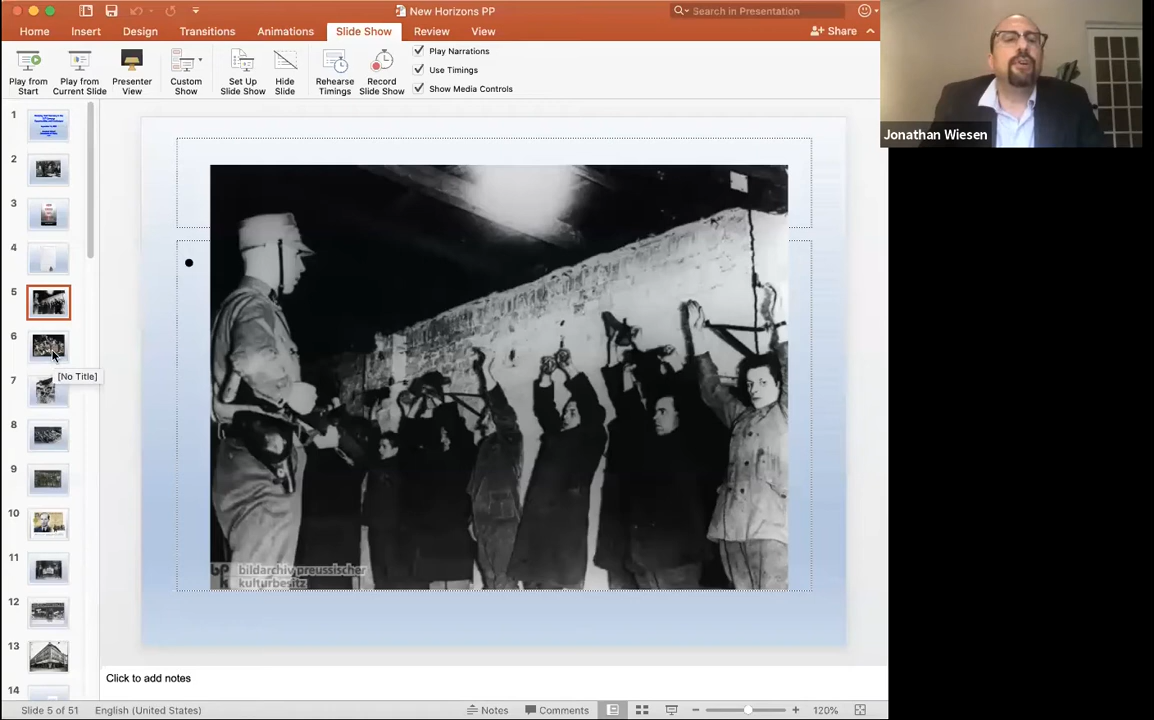 New Horizons PP
Search in Presentation
Home
Insert
Design
Transitions
Animations
Slide Show
Review
View
Share
Play from
Start
Play from
Current Slide
Presenter
View
Custom
Show
Set Up
Slide Show
Hide
Slide
Rehearse
Timings
Record
Slide Show
Play Narrations
Use Timings
Show Media Controls
Jonathan Wiesen
1
2
3
4
5
6
[No Title]
7
8
9
10
11
12
13
14
bpk
bildarchiv preussischer
kulturbesitz
Click to add notes
Slide 5 of 51
English (United States)
Notes
Comments
120%